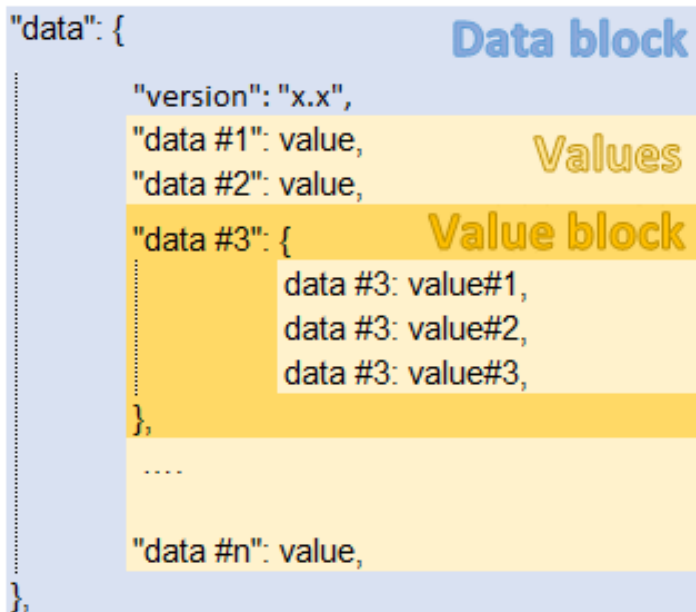 "data": {
Data block
"version": "x.x",
"data #1": value,
Values
"data #2": value,
"data #3": {
Value block
data #3: value#1,
data #3: value#2,
data #3: value#3,
},
....
"data #n": value,
},